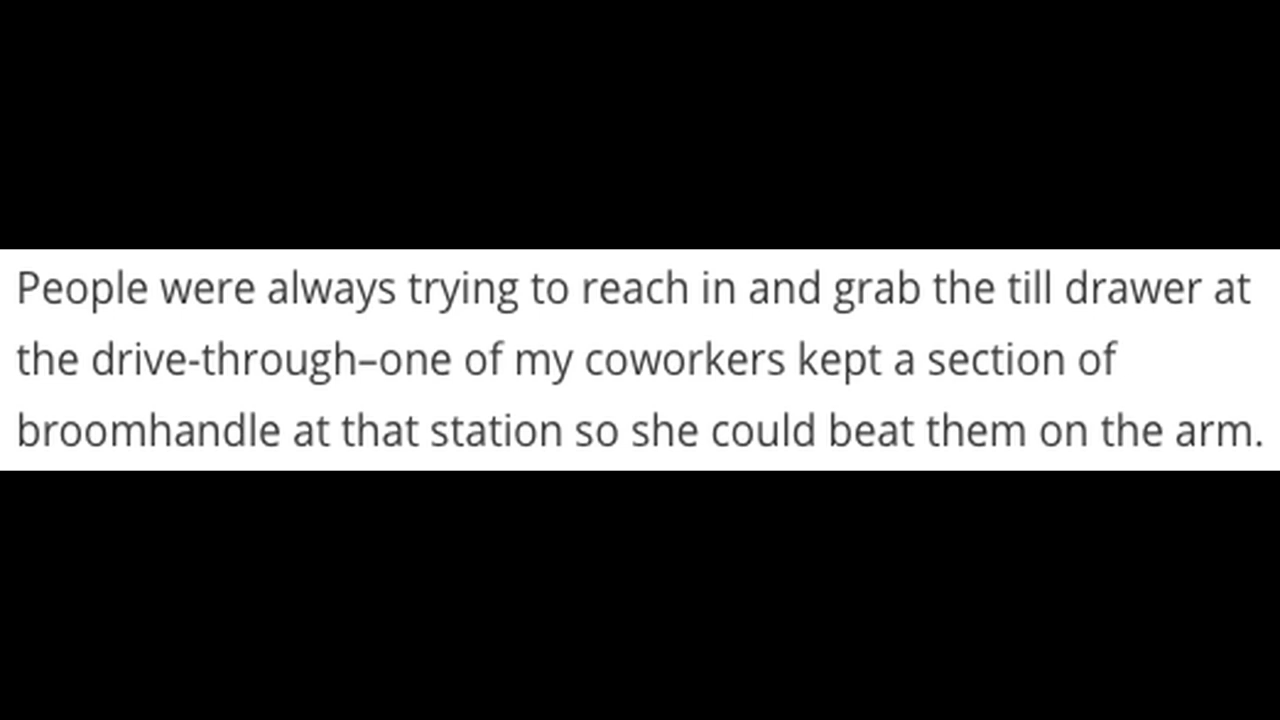 People were always trying to reach in and grab the till drawer at
the drive-through–one of my coworkers kept a section of
broomhandle at that station so she could beat them on the arm.